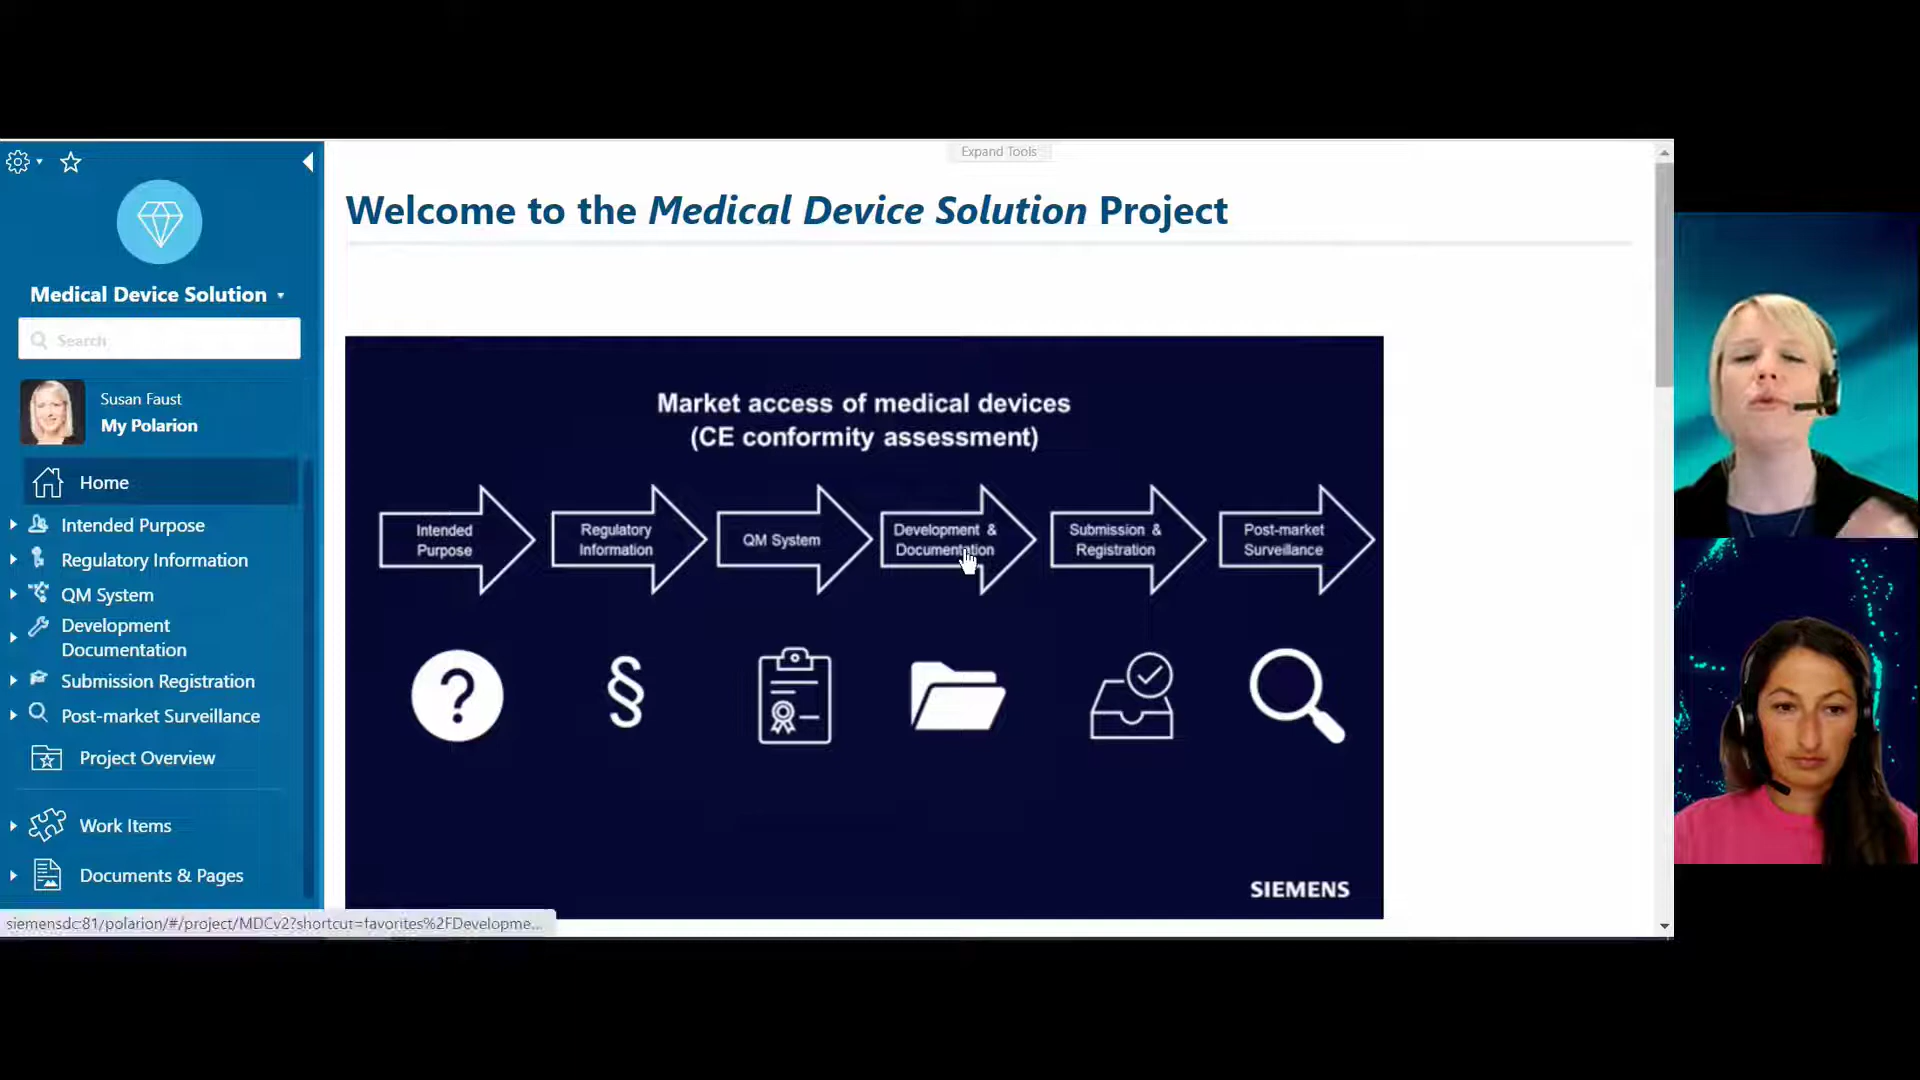 Expand Tools
Welcome to the Medical Device Solution Project
Medical Device Solution
Search
Susan Faust
My Polarion
Home
Intended Purpose
Regulatory Information
QM System
Development
Documentation
Submission Registration
Post-market Surveillance
Project Overview
Work Items
Documents & Pages
siemensdc:81/polarion/#/project/MDCv2?shortcut=favorites%2FDevelopme...
Market access of medical devices
(CE conformity assessment)
Intended
Purpose
Regulatory
Information
QM System
Development &
Documentation
Submission &
Registration
Post-market
Surveillance
SIEMENS